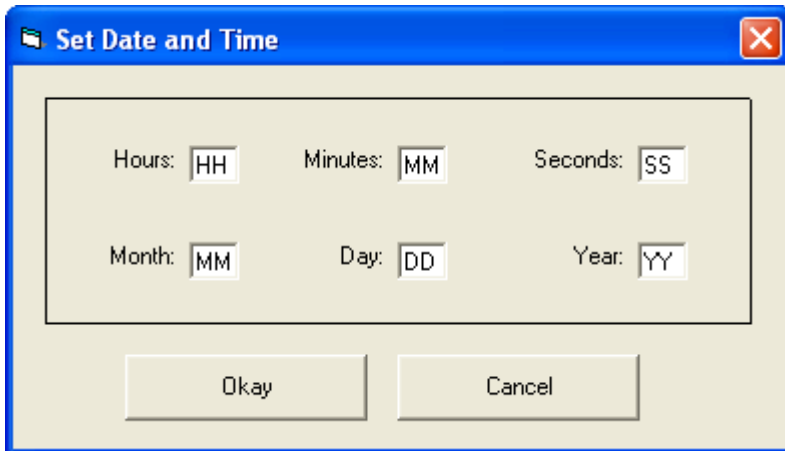 Set Date and Time
Hours: HH Minutes: MM Seconds: SS
Month: MM Day: DD Year: YY
Okay Cancel